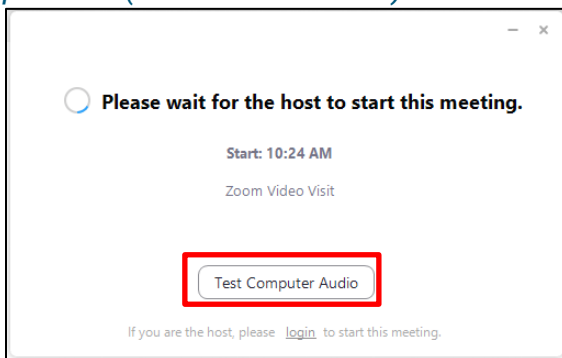 Please wait for the host to start this meeting.
Start: 10:24 AM
Zoom Video Visit
Test Computer Audio
If you are the host, please login to start this meeting.